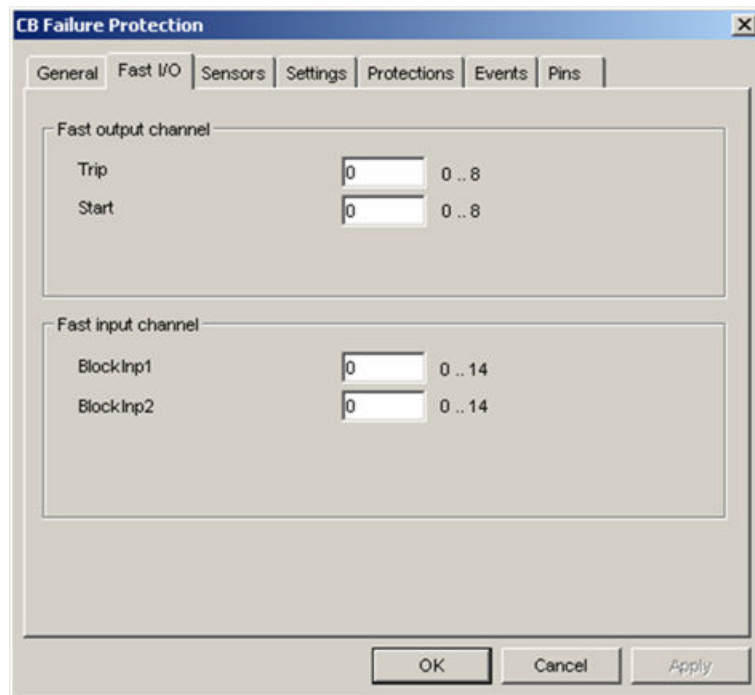 CB Failure Protection
General Fast I/O Sensors Settings Protections Events Pins
Fast output channel
Trip 0 0 .. 8
Start 0 0 .. 8
Fast input channel
BlockInp1 0 0 .. 14
BlockInp2 0 0 .. 14
OK Cancel Apply